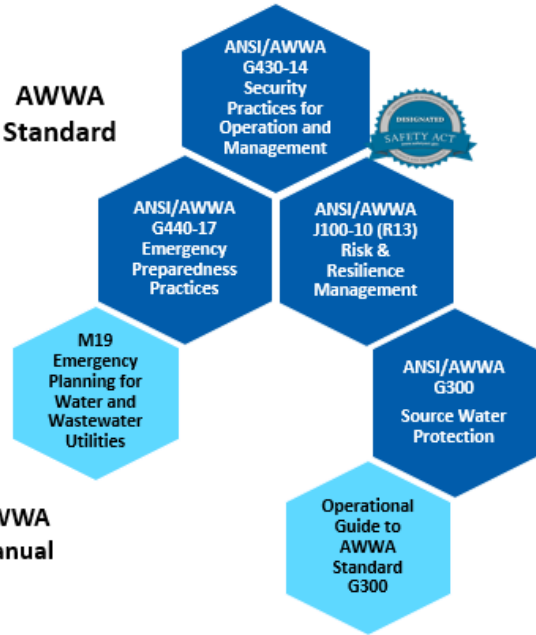 ANSI/AWWA
G430-14
Security
Practices for
Operation and
Management
AWWA
Standard
DESIGNATED
SAFETY ACT
ANSI/AWWA
G440-17
Emergency
Preparedness
Practices
ANSI/AWWA
J100-10 (R13)
Risk &
Resilience
Management
M19
Emergency
Planning for
Water and
Wastewater
Utilities
ANSI/AWWA
G300
Source Water
Protection
WWA
anual
Operational
Guide to
AWWA
Standard
G300